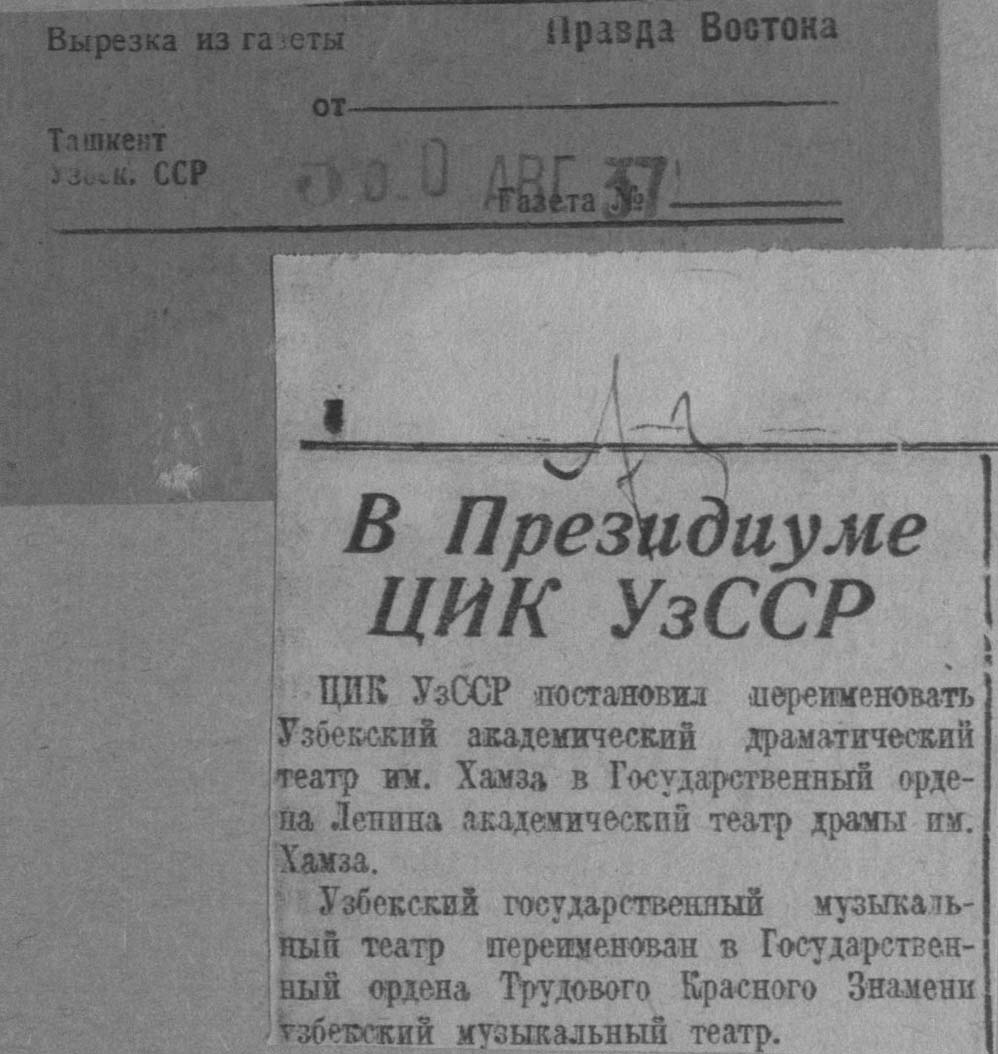 Вырезка из газеты Правда Востока
от
Ташкент
Узбек. ССР
АВГ 37
Газета №
В Президиуме
ЦИК УзССР
ЦИК УзССР постановил переименовать
Узбекский академический драматический
театр им. Хамза в Государственный орде-
на Ленина академический театр драмы им.
Хамза.
Узбекский государственный музыкаль-
ный театр переименован в Государствен-
ный ордена Трудового Красного Знамени
узбекский музыкальный театр.